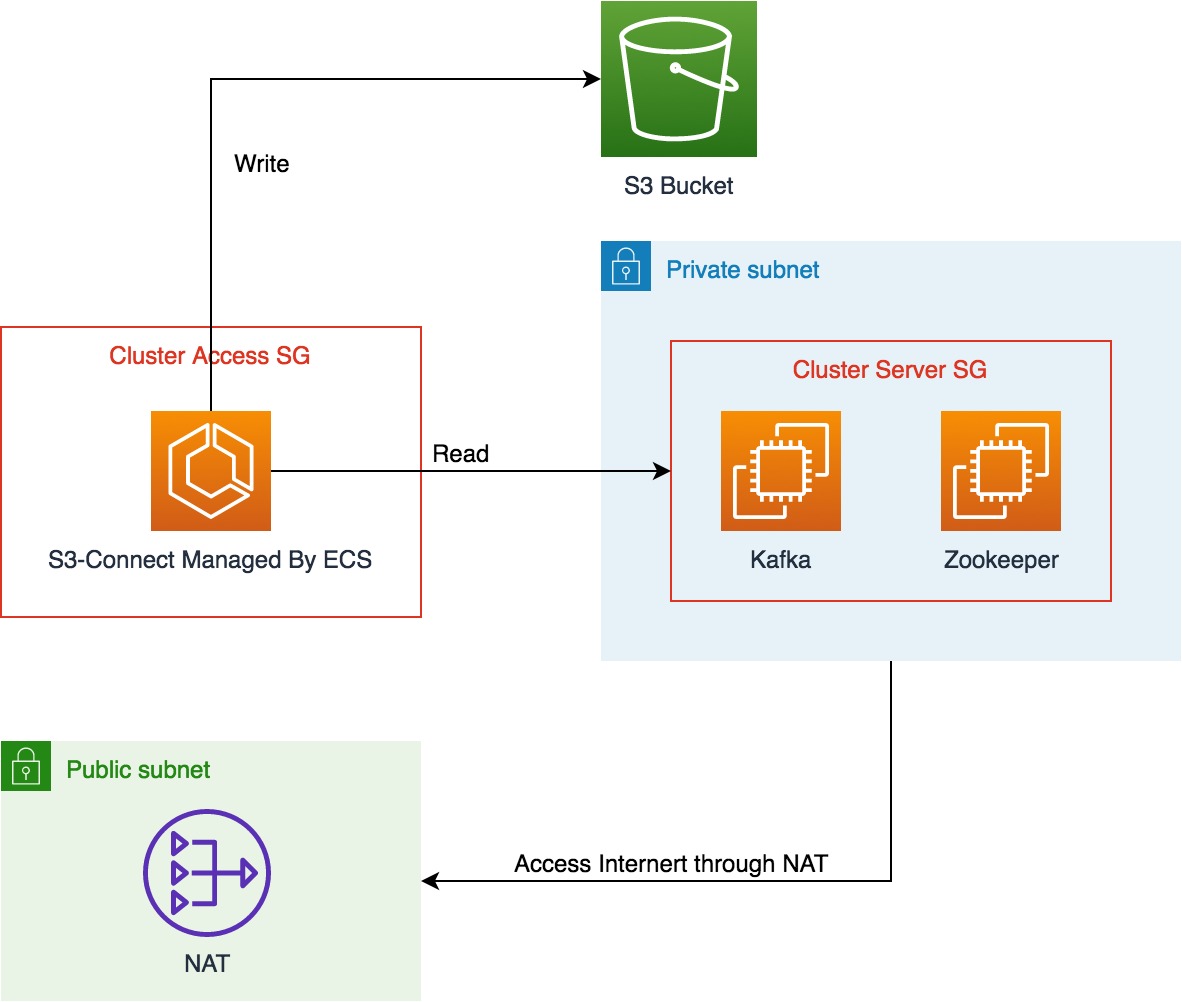 Write
S3 Bucket
Private subnet
Cluster Access SG
Cluster Server SG
Read
S3-Connect Managed By ECS
Kafka
Zookeeper
Public subnet
Access Internert through NAT
NAT